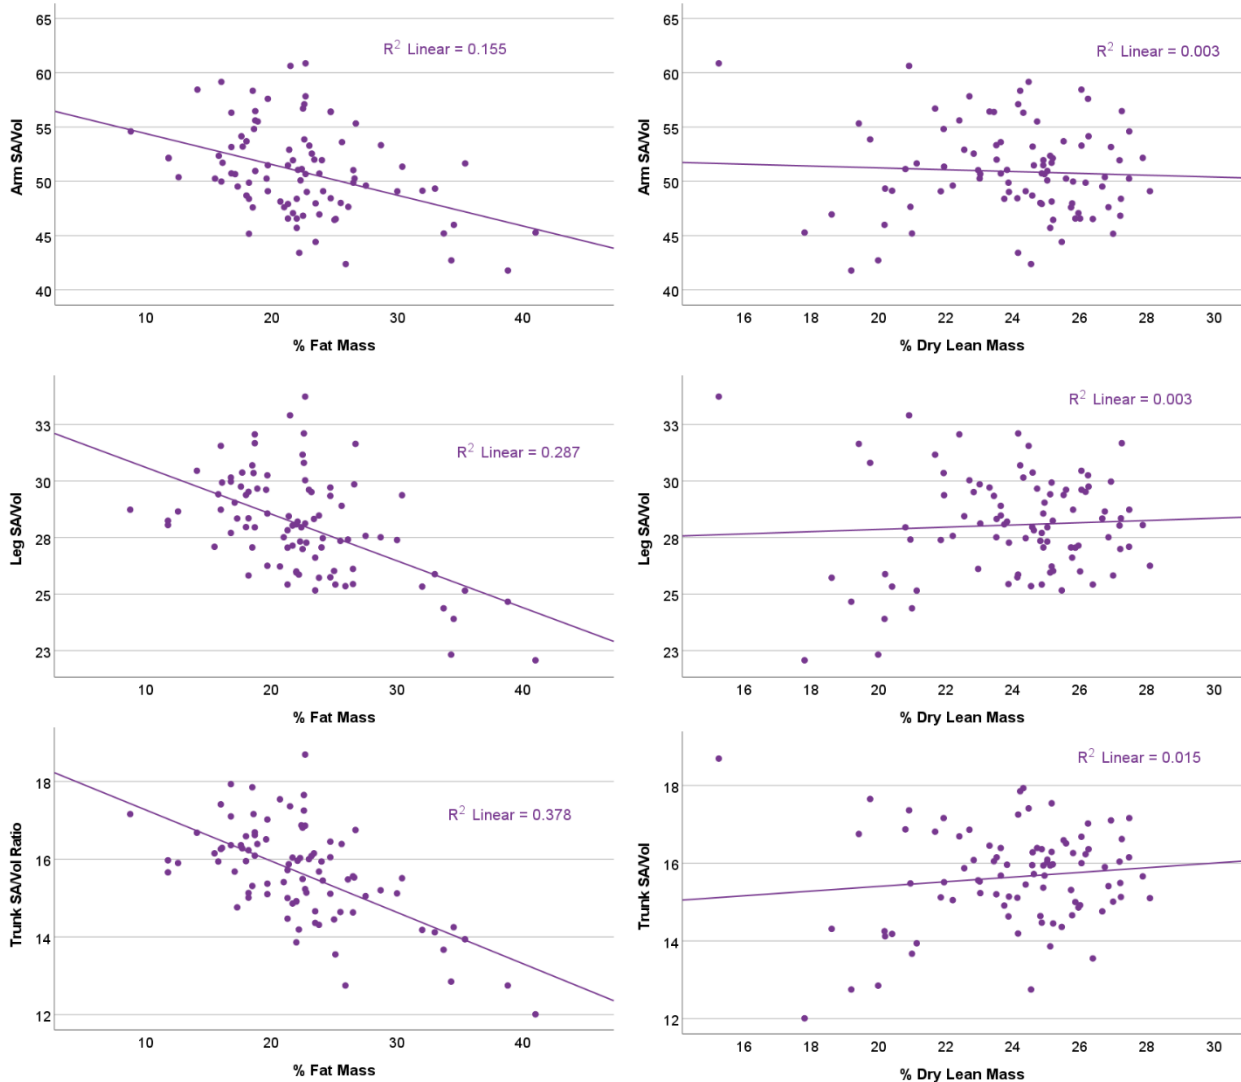 65
60
55
50
45
40
Arm SA/Vol
R² Linear = 0.155
10 20 30 40
% Fat Mass
65
60
55
50
45
40
Arm SA/Vol
R² Linear = 0.003
16 18 20 22 24 26 28 30
% Dry Lean Mass
33
30
28
25
23
Leg SA/Vol
R² Linear = 0.287
10 20 30 40
% Fat Mass
33
30
28
25
23
Leg SA/Vol
R² Linear = 0.003
16 18 20 22 24 26 28 30
% Dry Lean Mass
18
16
14
12
Trunk SA/Vol Ratio
R² Linear = 0.378
10 20 30 40
% Fat Mass
18
16
14
12
Trunk SA/Vol
R² Linear = 0.015
16 18 20 22 24 26 28 30
% Dry Lean Mass